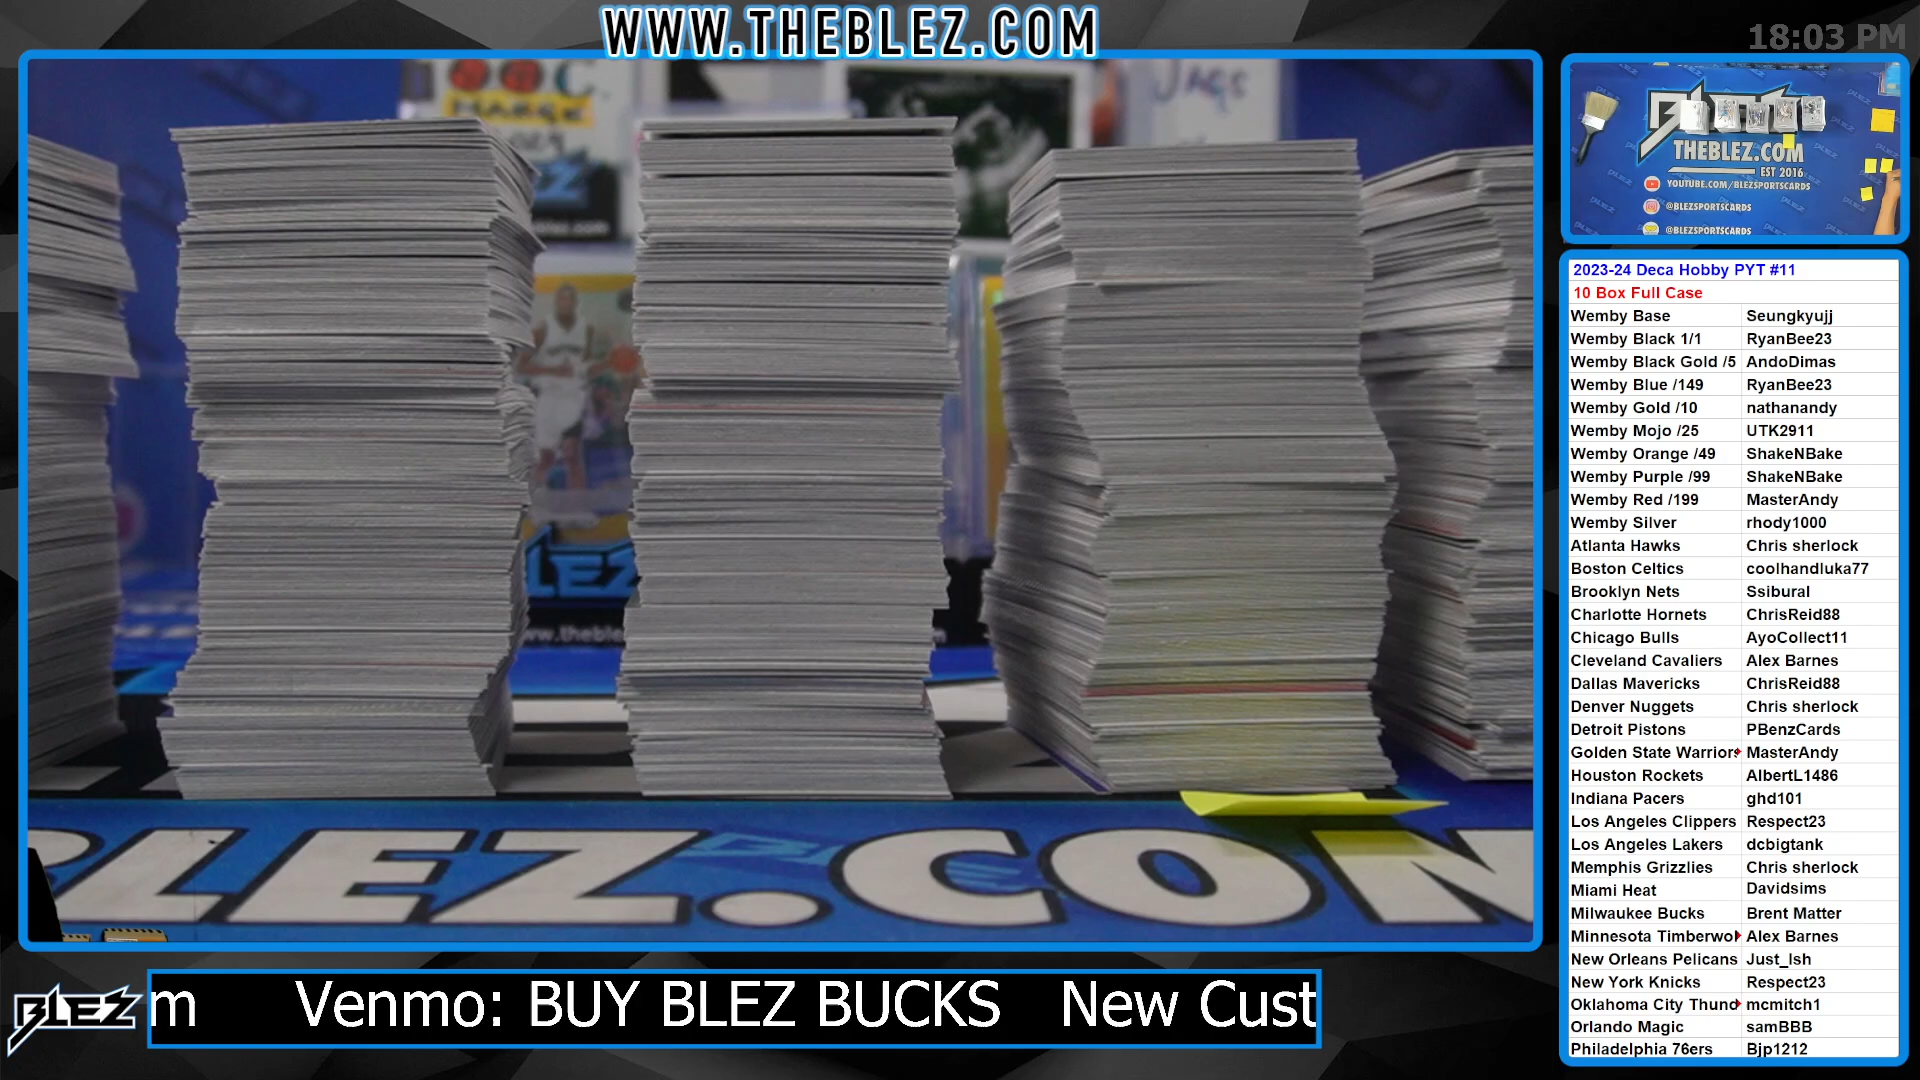 WWW.THEBLEZ.COM
18:03 PM
JAGS
THEBLEZ.COM
EST 2016
YOUTUBE.COM/BLEZSPORTSCARDS
@BLEZSPORTSCARDS
@BLEZSPORTSCARDS
2023-24 Deca Hobby PYT #11
10 Box Full Case
Wemby Base Seungkyujj
Wemby Black 1/1 RyanBee23
Wemby Black Gold /5 AndoDimas
Wemby Blue /149 RyanBee23
Wemby Gold /10 nathanandy
Wemby Mojo /25 UTK2911
Wemby Orange /49 ShakeNBake
Wemby Purple /99 ShakeNBake
Wemby Red /199 MasterAndy
Wemby Silver rhody1000
Atlanta Hawks Chris sherlock
Boston Celtics coolhandluka77
Brooklyn Nets Ssibural
Charlotte Hornets ChrisReid88
Chicago Bulls AyoCollect11
Cleveland Cavaliers Alex Barnes
Dallas Mavericks ChrisReid88
Denver Nuggets Chris sherlock
Detroit Pistons PBenzCards
Golden State Warriors MasterAndy
Houston Rockets AlbertL1486
Indiana Pacers ghd101
Los Angeles Clippers Respect23
Los Angeles Lakers dcbigtank
Memphis Grizzlies Chris sherlock
Miami Heat Davidsims
Milwaukee Bucks Brent Matter
Minnesota Timberwol Alex Barnes
New Orleans Pelicans Just_Ish
New York Knicks Respect23
Oklahoma City Thund mcmitch1
Orlando Magic samBBB
Philadelphia 76ers Bjp1212
BLEZ.COM
BLEZ
m Venmo: BUY BLEZ BUCKS New Cust